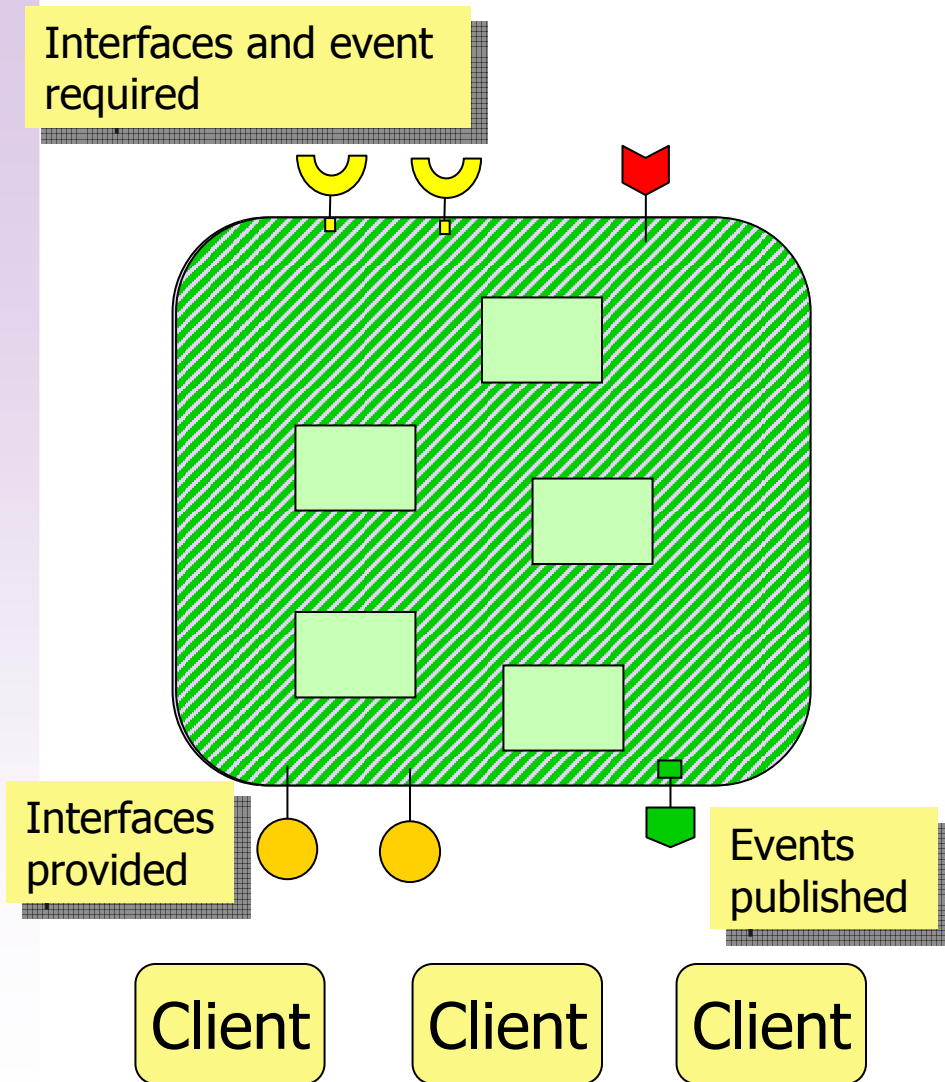 Interfaces and event
required
Interfaces
provided
Events
published
Client
Client
Client